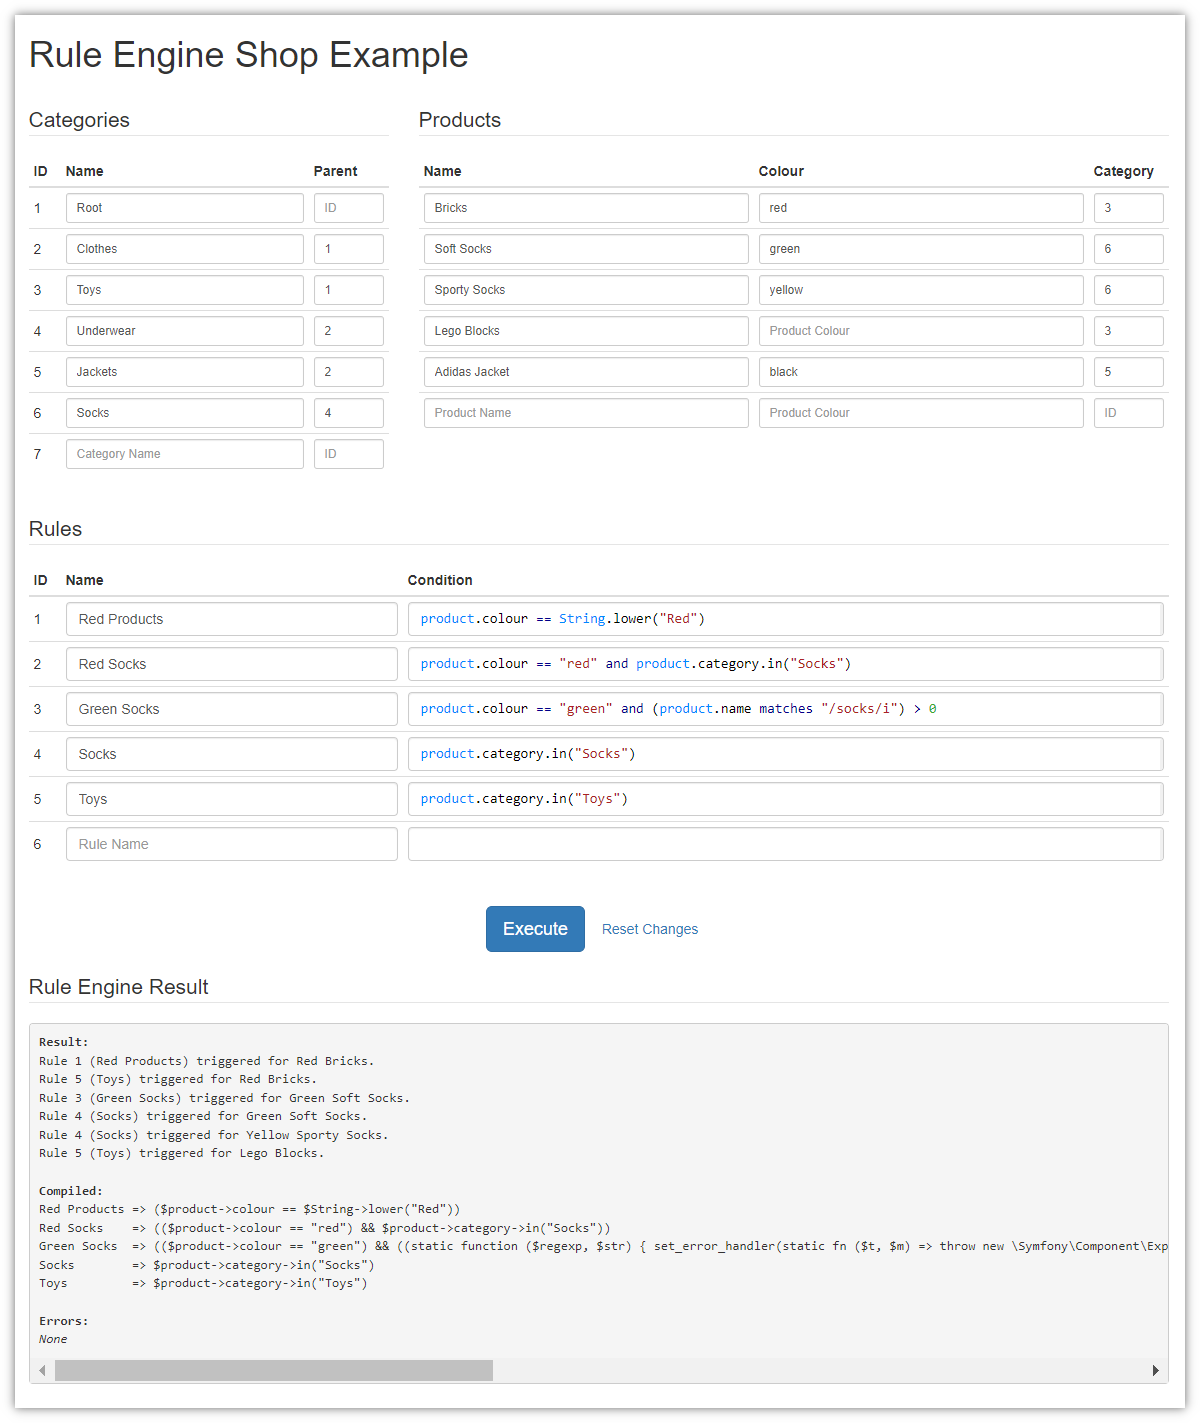 Rule Engine Shop Example
Categories
ID Name Parent
1 Root ID
2 Clothes 1
3 Toys 1
4 Underwear 2
5 Jackets 2
6 Socks 4
7 Category Name ID
Products
Name Colour Category
Bricks red 3
Soft Socks green 6
Sporty Socks yellow 6
Lego Blocks Product Colour 3
Adidas Jacket black 5
Product Name Product Colour ID
Rules
ID Name Condition
1 Red Products product.colour == String.lower("Red")
2 Red Socks product.colour == "red" and product.category.in("Socks")
3 Green Socks product.colour == "green" and (product.name matches "/socks/i") > 0
4 Socks product.category.in("Socks")
5 Toys product.category.in("Toys")
6 Rule Name
Execute Reset Changes
Rule Engine Result
Result:
Rule 1 (Red Products) triggered for Red Bricks.
Rule 5 (Toys) triggered for Red Bricks.
Rule 3 (Green Socks) triggered for Green Soft Socks.
Rule 4 (Socks) triggered for Green Soft Socks.
Rule 4 (Socks) triggered for Yellow Sporty Socks.
Rule 5 (Toys) triggered for Lego Blocks.
Compiled:
Red Products => ($product->colour == $String->lower("Red"))
Red Socks => (($product->colour == "red") && $product->category->in("Socks"))
Green Socks => (($product->colour == "green") && ((static function ($regexp, $str) { set_error_handler(static fn ($t, $m) => throw new \Symfony\Component\Exp
Socks => $product->category->in("Socks")
Toys => $product->category->in("Toys")
Errors:
None